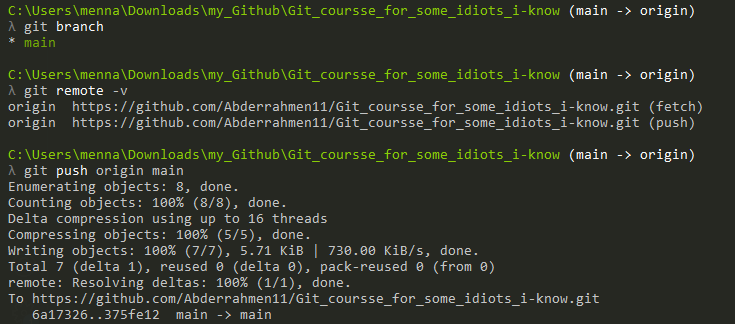 C:\Users\menna\Downloads\my_Github\Git_coursse_for_some_idiots_i-know (main -> origin)
λ git branch
* main
C:\Users\menna\Downloads\my_Github\Git_coursse_for_some_idiots_i-know (main -> origin)
λ git remote -v
origin  https://github.com/Abderrahmen11/Git_coursse_for_some_idiots_i-know.git (fetch)
origin  https://github.com/Abderrahmen11/Git_coursse_for_some_idiots_i-know.git (push)
C:\Users\menna\Downloads\my_Github\Git_coursse_for_some_idiots_i-know (main -> origin)
λ git push origin main
Enumerating objects: 8, done.
Counting objects: 100% (8/8), done.
Delta compression using up to 16 threads
Compressing objects: 100% (5/5), done.
Writing objects: 100% (7/7), 5.71 KiB | 730.00 KiB/s, done.
Total 7 (delta 1), reused 0 (delta 0), pack-reused 0 (from 0)
remote: Resolving deltas: 100% (1/1), done.
To https://github.com/Abderrahmen11/Git_coursse_for_some_idiots_i-know.git
   6a17326..375fe12  main -> main